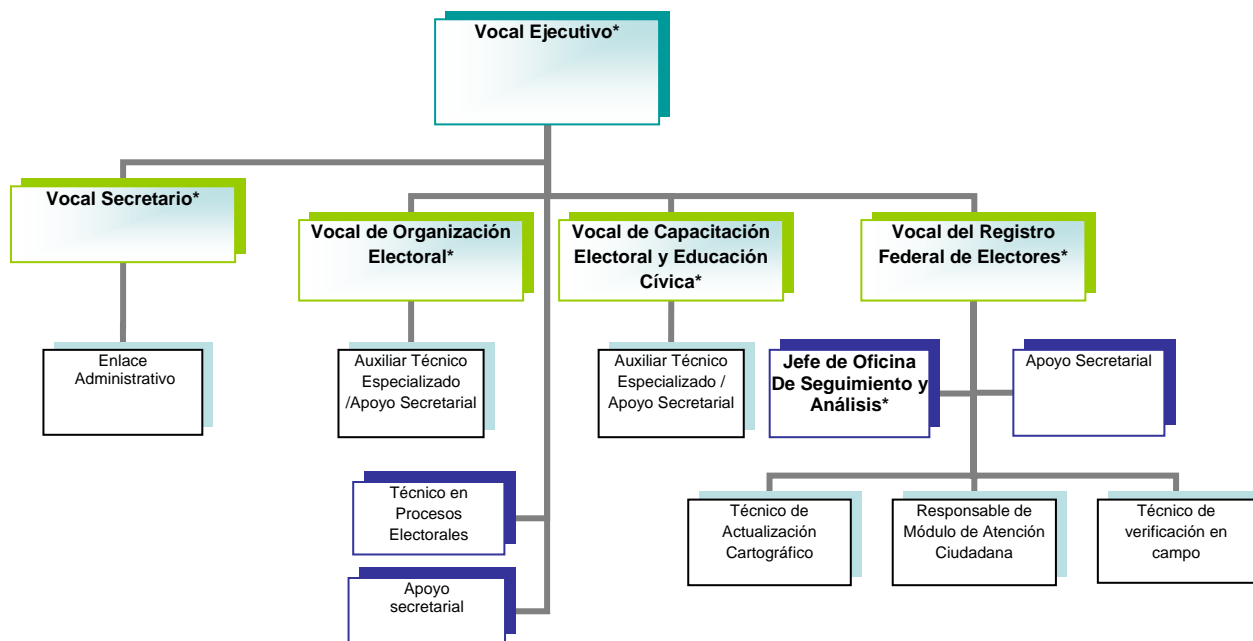 Vocal Ejecutivo*
Vocal Secretario*
Vocal de Organización
Electoral*
Vocal de Capacitación
Electoral y Educación
Cívica*
Vocal del Registro
Federal de Electores*
Enlace
Administrativo
Auxiliar Técnico
Especializado
/Apoyo Secretarial
Auxiliar Técnico
Especializado /
Apoyo Secretarial
Jefe de Oficina
De Seguimiento y
Análisis*
Apoyo Secretarial
Técnico en
Procesos
Electorales
Apoyo
secretarial
Técnico de
Actualización
Cartográfico
Responsable de
Módulo de Atención
Ciudadana
Técnico de
verificación en
campo